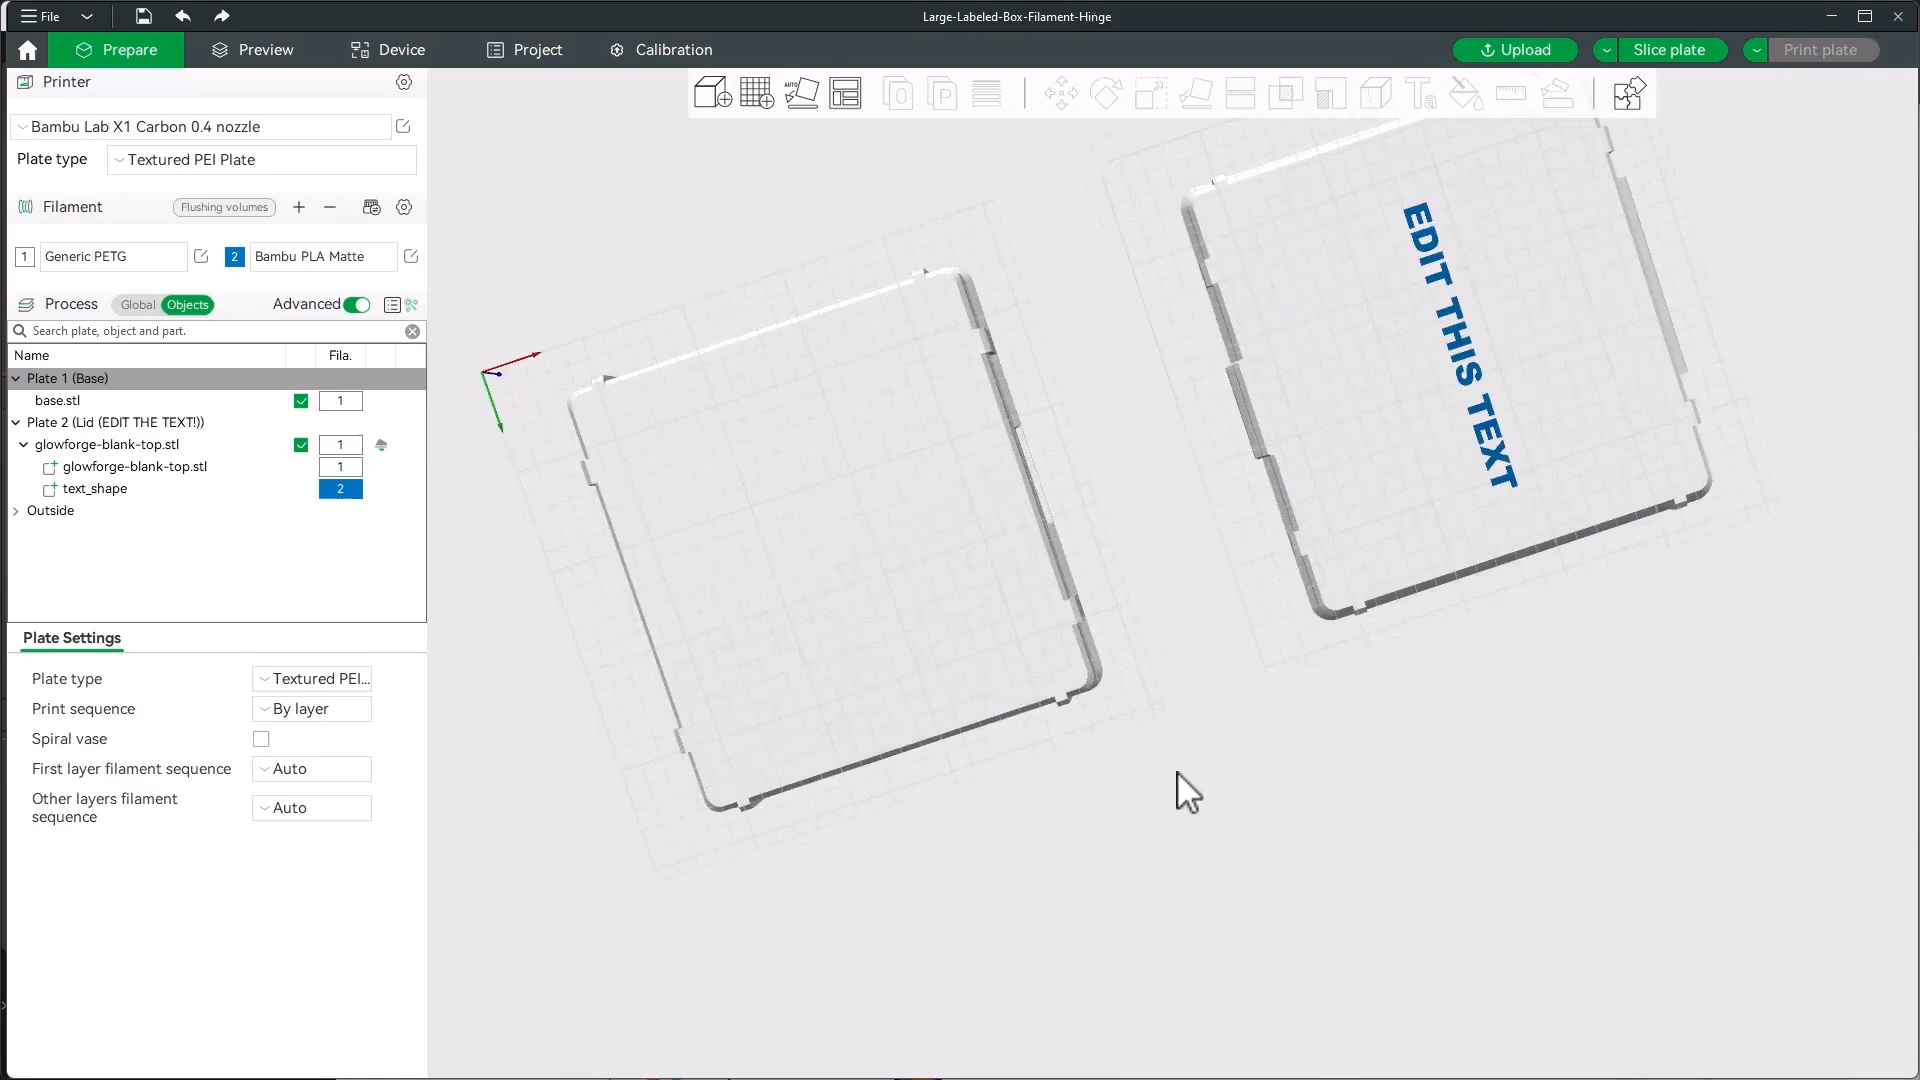 File
Large-Labeled-Box-Filament-Hinge
Prepare
Preview
Device
Project
Calibration
Upload
Slice plate
Print plate
Printer
Bambu Lab X1 Carbon 0.4 nozzle
Plate type
Textured PEI Plate
Filament
Flushing volumes
1
Generic PETG
2
Bambu PLA Matte
Process
Global
Objects
Advanced
Search plate, object and part.
Name
Fila.
Plate 1 (Base)
base.stl
1
Plate 2 (Lid (EDIT THE TEXT!))
glowforge-blank-top.stl
1
glowforge-blank-top.stl
1
text_shape
2
Outside
Plate Settings
Plate type
Textured PEI...
Print sequence
By layer
Spiral vase
First layer filament sequence
Auto
Other layers filament
sequence
Auto
AUTO
0
P
Ta
EDIT THIS TEXT